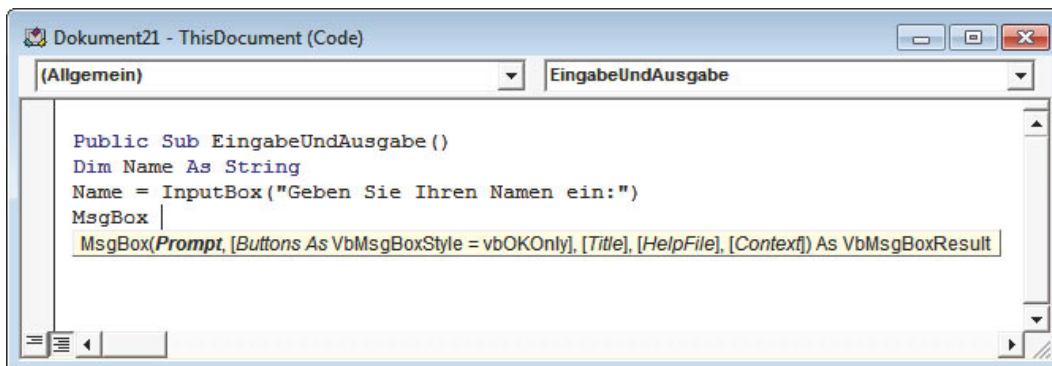 Dokument21 - ThisDocument (Code)
(Allgemein) EingabeUndAusgabe
Public Sub EingabeUndAusgabe()
Dim Name As String
Name = InputBox("Geben Sie Ihren Namen ein:")
MsgBox
MsgBox(Prompt, [Buttons As VbMsgBoxStyle = vbOKOnly], [Title], [HelpFile], [Context]) As VbMsgBoxResult